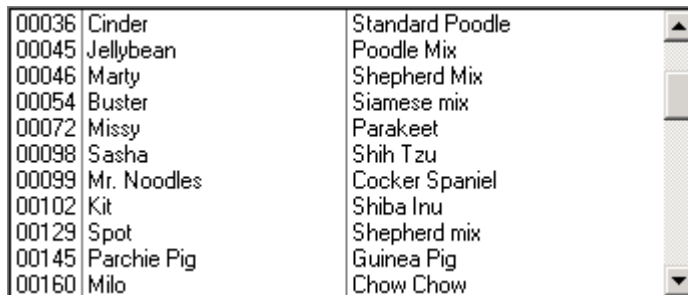 00036 Cinder Standard Poodle
00045 Jellybean Poodle Mix
00046 Marty Shepherd Mix
00054 Buster Siamese mix
00072 Missy Parakeet
00098 Sasha Shih Tzu
00099 Mr. Noodles Cocker Spaniel
00102 Kit Shiba Inu
00129 Spot Shepherd mix
00145 Parchie Pig Guinea Pig
00160 Milo Chow Chow